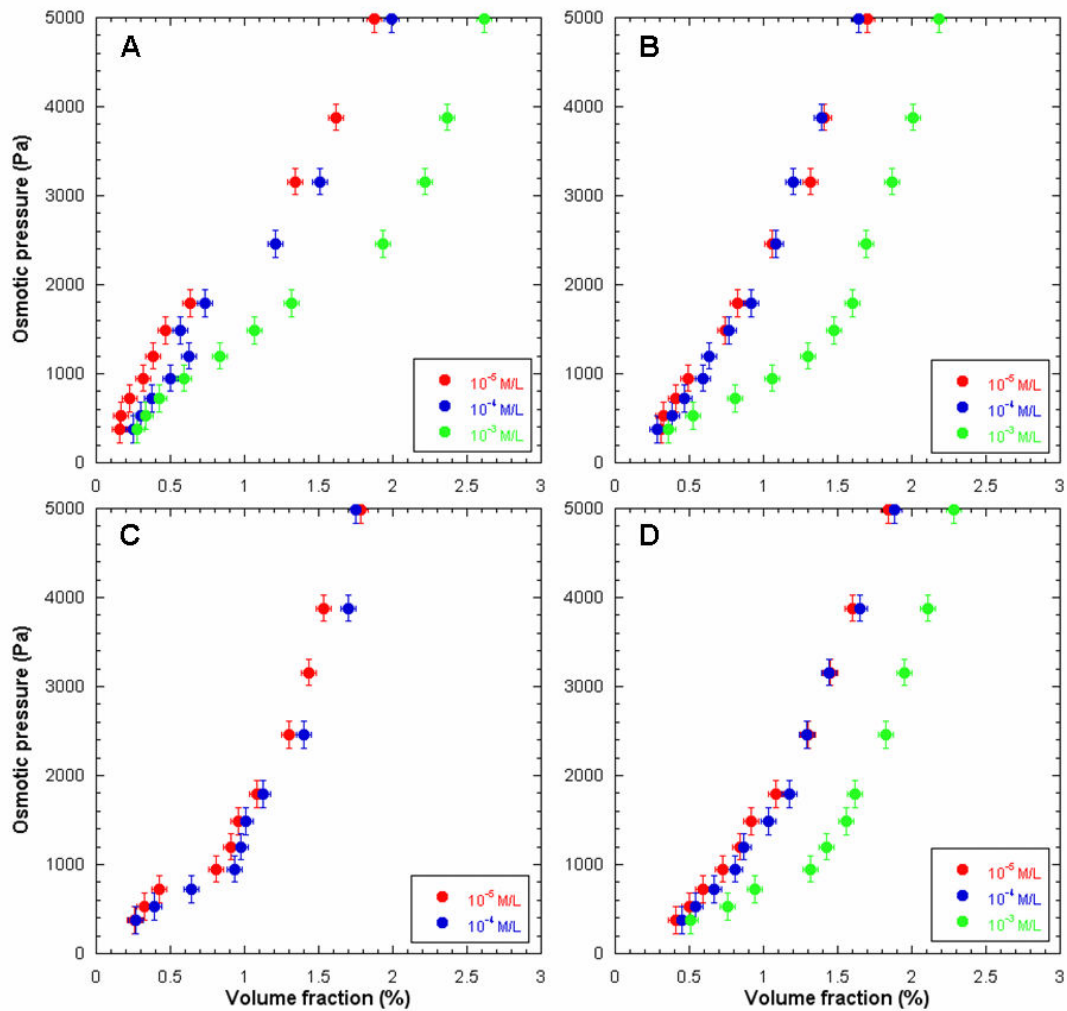 A
B
Osmotic pressure (Pa)
5000
4000
3000
2000
1000
0
10⁻⁵ M/L
10⁻⁴ M/L
10⁻³ M/L
0 0.5 1 1.5 2 2.5 3
5000
4000
3000
2000
1000
0
10⁻⁵ M/L
10⁻⁴ M/L
10⁻³ M/L
0 0.5 1 1.5 2 2.5 3
C
D
Osmotic pressure (Pa)
5000
4000
3000
2000
1000
0
10⁻⁵ M/L
10⁻⁴ M/L
0 0.5 1 1.5 2 2.5 3
Volume fraction (%)
5000
4000
3000
2000
1000
0
10⁻⁵ M/L
10⁻⁴ M/L
10⁻³ M/L
0 0.5 1 1.5 2 2.5 3
Volume fraction (%)